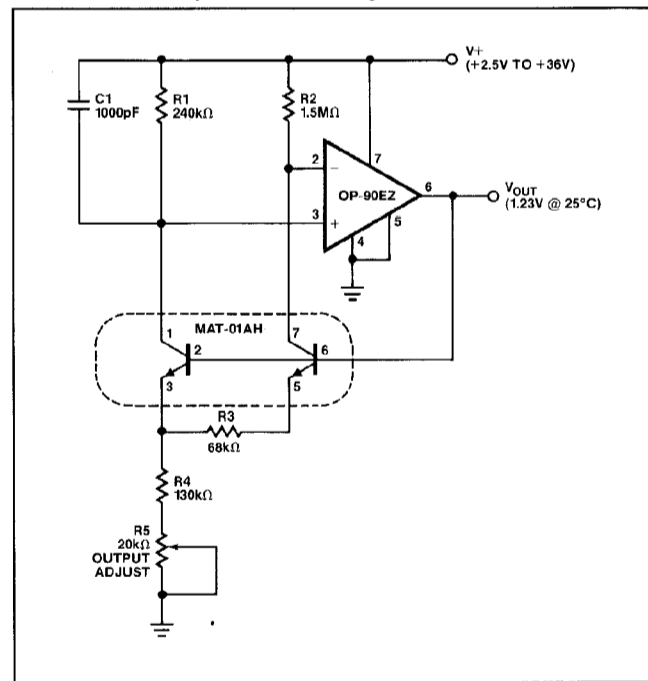 V+
(+2.5V TO +36V)
C1
1000pF
R1
240kΩ
R2
1.5MΩ
2
−
7
OP-90EZ
6
VOUT
(1.23V @ 25°C)
3
+
4
5
MAT-01AH
1
2
3
7
6
5
R3
68kΩ
R4
130kΩ
R5
20kΩ
OUTPUT
ADJUST